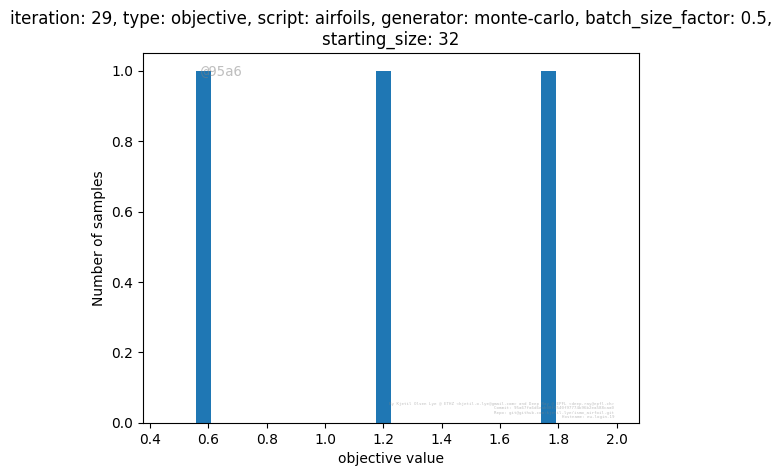 iteration: 29, type: objective, script: airfoils, generator: monte-carlo, batch_size_factor: 0.5,
starting_size: 32
@95a6
1.0
0.8
0.6
0.4
0.2
0.0
Number of samples
0.4 0.6 0.8 1.0 1.2 1.4 1.6 1.8 2.0
objective value